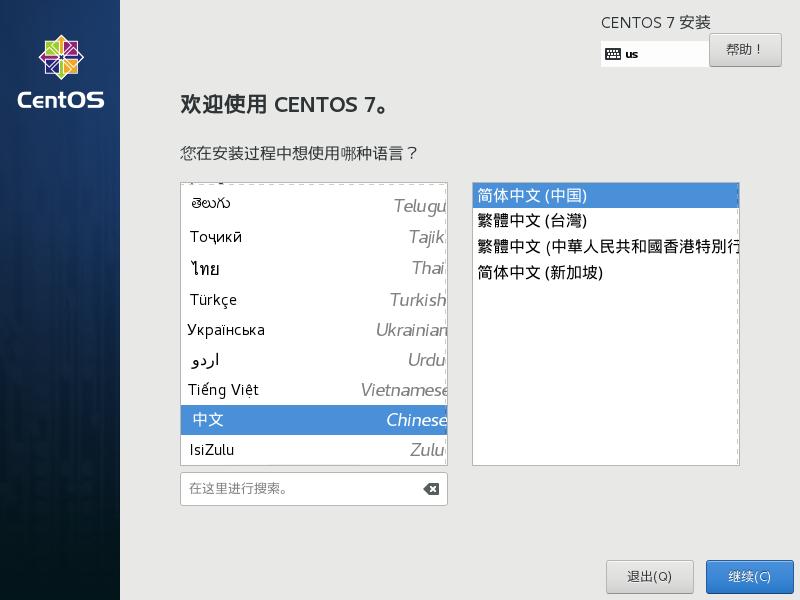 CENTOS 7 安装
us
帮助！
CentOS
欢迎使用 CENTOS 7。
您在安装过程中想使用哪种语言？
తెలుగు Telugu
Тоҷикӣ Tajik
ไทย Thai
Türkçe Turkish
Українська Ukrainian
اردو Urdu
Tiếng Việt Vietnamese
中文 Chinese
IsiZulu Zulu
简体中文 (中国)
繁體中文 (台灣)
繁體中文 (中華人民共和國香港特別行
简体中文 (新加坡)
在这里进行搜索。
退出(Q)
继续(C)